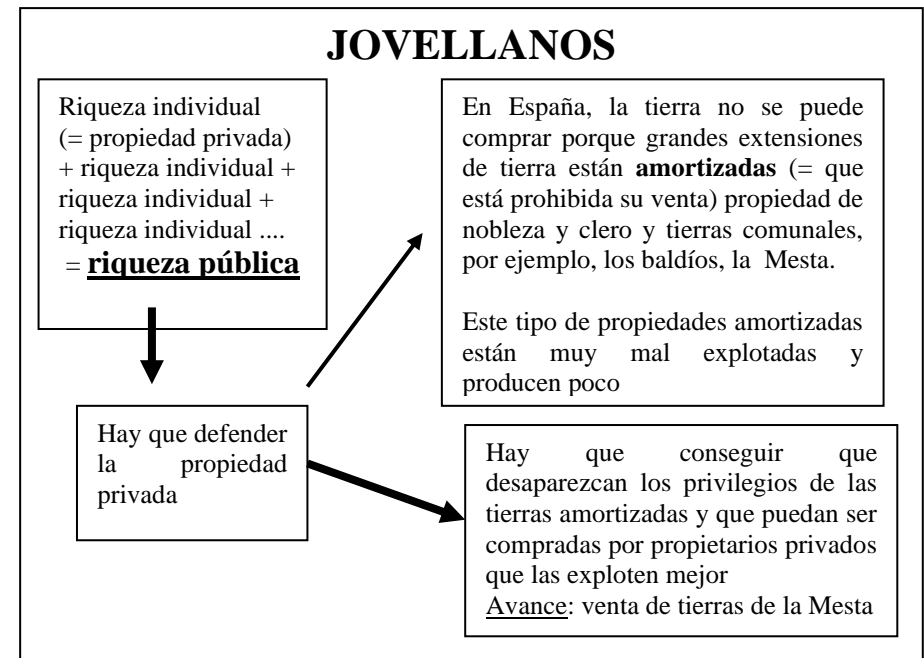 JOVELLANOS
Riqueza individual
(= propiedad privada)
+ riqueza individual +
riqueza individual +
riqueza individual ....
= riqueza pública
En España, la tierra no se puede
comprar porque grandes extensiones
de tierra están amortizadas (= que
está prohibida su venta) propiedad de
nobleza y clero y tierras comunales,
por ejemplo, los baldíos, la Mesta.
Este tipo de propiedades amortizadas
están muy mal explotadas y
producen poco
Hay que defender
la propiedad
privada
Hay que conseguir que
desaparezcan los privilegios de las
tierras amortizadas y que puedan ser
compradas por propietarios privados
que las exploten mejor
Avance: venta de tierras de la Mesta